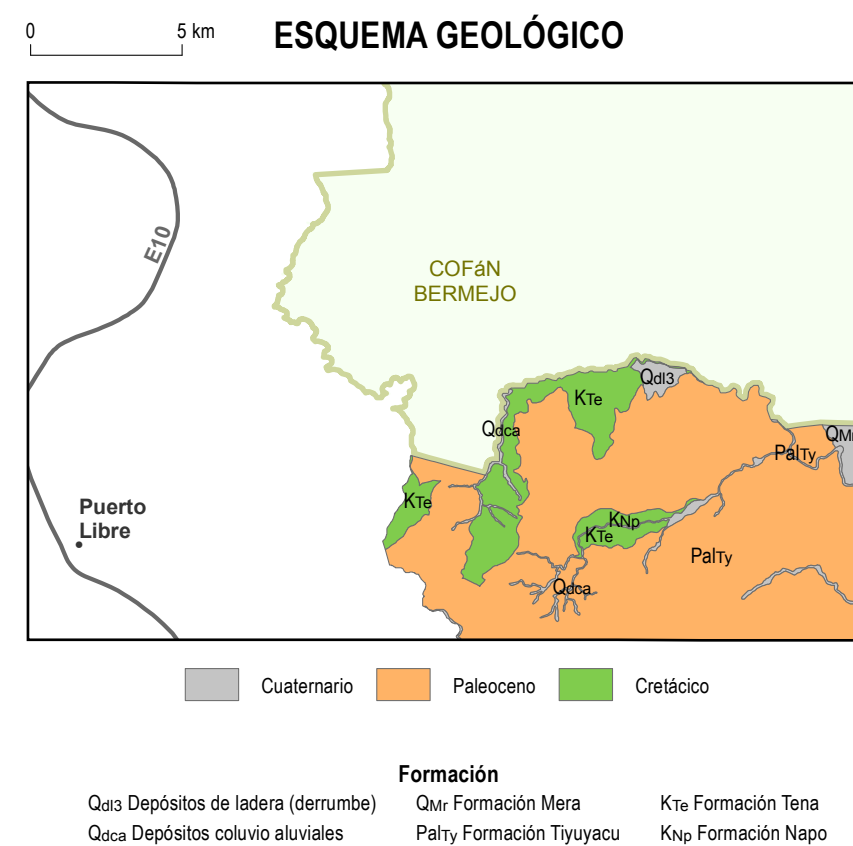 0 5 km ESQUEMA GEOLÓGICO
E10
COFáN
BERMEJO
Qdl3
KTe
Qdca
QMr
PalTy
KTe
Puerto
Libre
KNp
KTe
PalTy
Qdca
Cuaternario Paleoceno Cretácico
Formación
Qdl3 Depósitos de ladera (derrumbe) QMr Formación Mera KTe Formación Tena
Qdca Depósitos coluvio aluviales PalTy Formación Tiyuyacu KNp Formación Napo